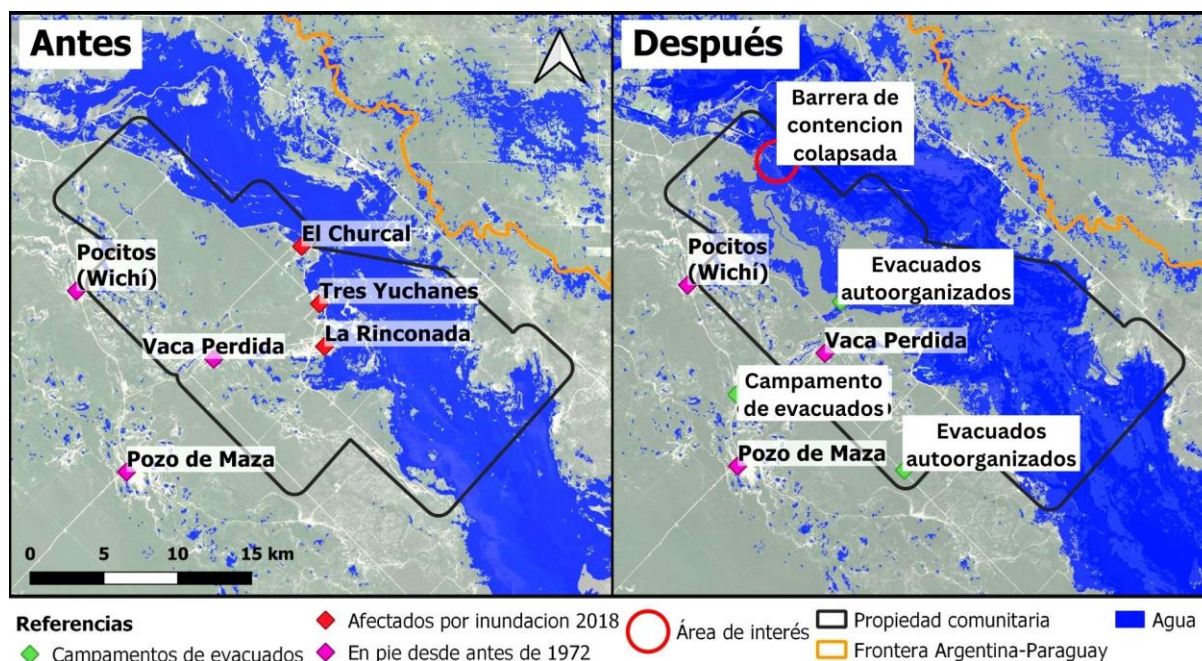 Antes
El Churcal
Pocitos
(Wichí)
Tres Yuchanes
La Rinconada
Vaca Perdida
Pozo de Maza
0 5 10 15 km
Después
Barrera de
contencion
colapsada
Pocitos
(Wichí)
Evacuados
autoorganizados
Vaca Perdida
Campamento
de evacuados
Evacuados
autoorganizados
Pozo de Maza
Referencias
Campamentos de evacuados
Afectados por inundacion 2018
En pie desde antes de 1972
Área de interés
Propiedad comunitaria
Frontera Argentina-Paraguay
Agua